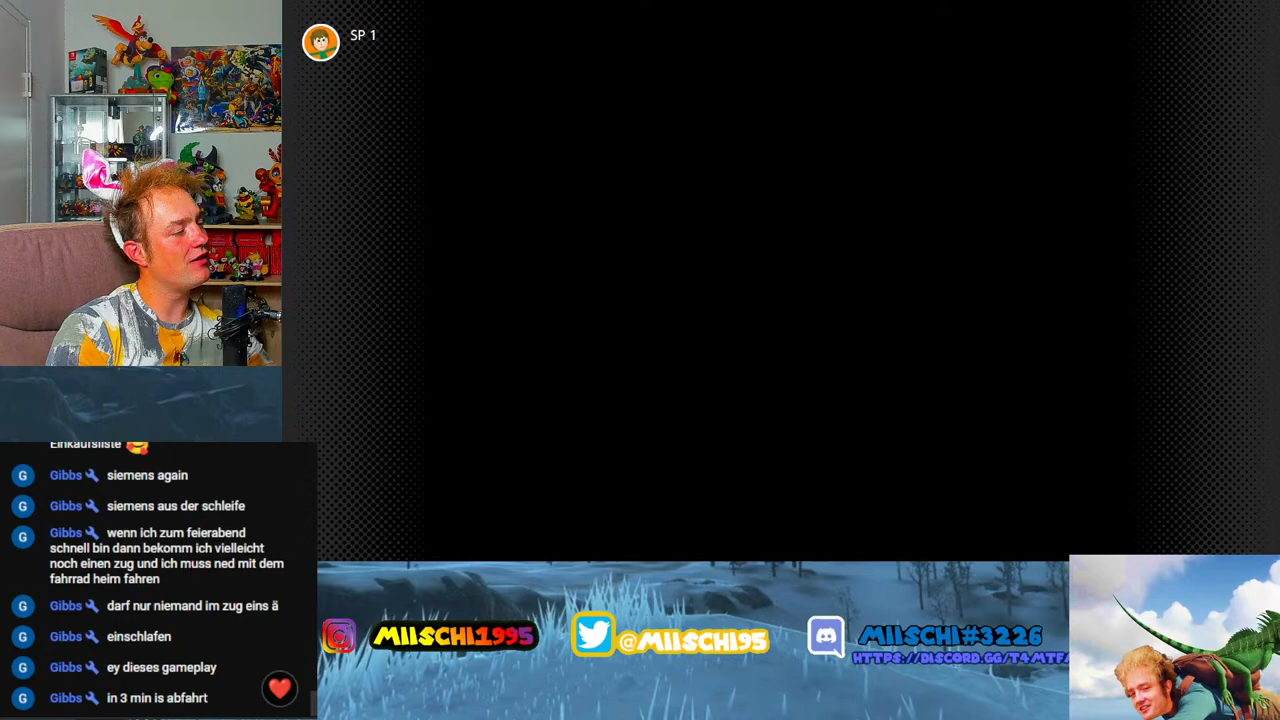 SP 1
Einkaufsliste
G Gibbs siemens again
G Gibbs siemens aus der schleife
G Gibbs wenn ich zum feierabend
schnell bin dann bekomm ich vielleicht
noch einen zug und ich muss ned mit dem
fahrrad heim fahren
G Gibbs darf nur niemand im zug eins ä
G Gibbs einschlafen
G Gibbs ey dieses gameplay
G Gibbs in 3 min is abfahrt
MIISCHI1995
@MIISCHI95
MIISCHI#3226
HTTPS://DISCORD.GG/T4MTF